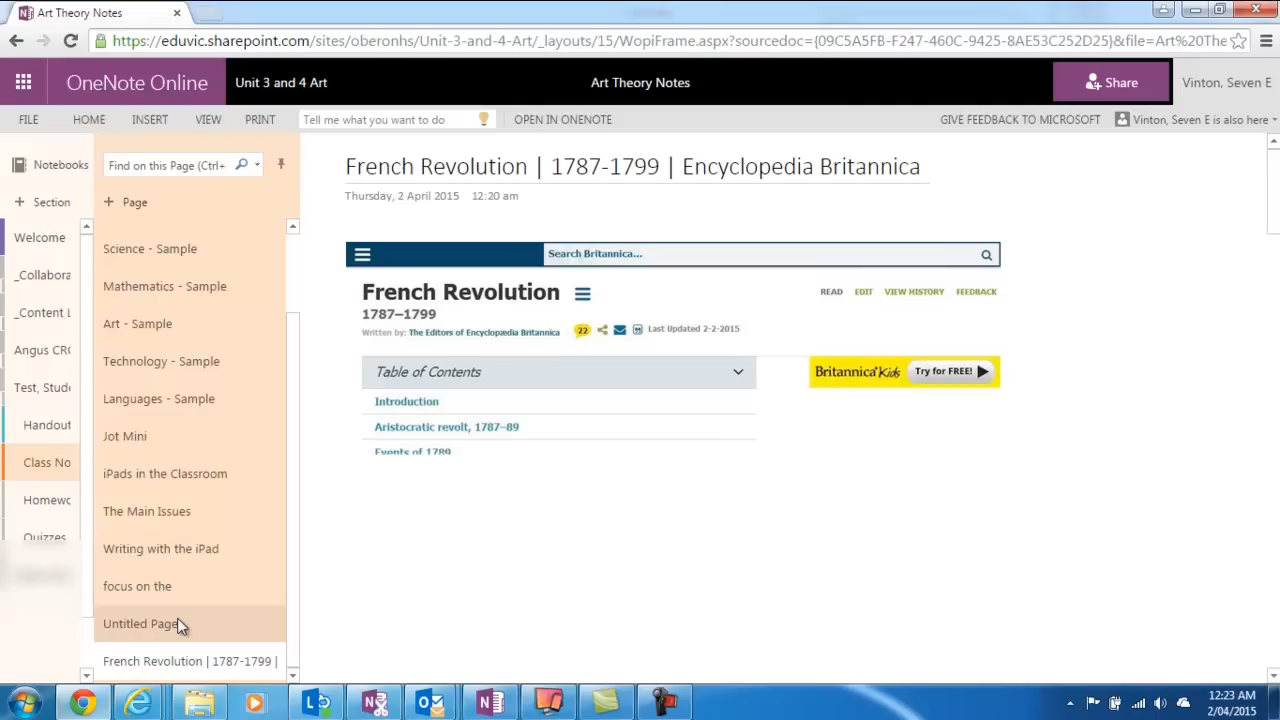 Art Theory Notes
https://eduvic.sharepoint.com/sites/oberonhs/Unit-3-and-4-Art/_layouts/15/WopiFrame.aspx?sourcedoc={09C5A5FB-F247-460C-9425-8AE53C252D25}&file=Art%20The
OneNote Online
Unit 3 and 4 Art
Art Theory Notes
Share
Vinton, Seven E
FILE HOME INSERT VIEW PRINT Tell me what you want to do OPEN IN ONENOTE GIVE FEEDBACK TO MICROSOFT Vinton, Seven E is also here
Notebooks
Find on this Page (Ctrl+
+ Section
+ Page
Welcome
_Collabora
_Content L
Angus CRO
Test, Stude
Handout
Class No
Homewo
Quizzes
Science - Sample
Mathematics - Sample
Art - Sample
Technology - Sample
Languages - Sample
Jot Mini
iPads in the Classroom
The Main Issues
Writing with the iPad
focus on the
Untitled Page
French Revolution | 1787-1799 |
French Revolution | 1787-1799 | Encyclopedia Britannica
Thursday, 2 April 2015 12:20 am
Search Britannica...
French Revolution
READ EDIT VIEW HISTORY FEEDBACK
1787–1799
Written by: The Editors of Encyclopædia Britannica
22
Last Updated 2-2-2015
Table of Contents
Britannica Kids Try for FREE!
Introduction
Aristocratic revolt, 1787–89
Events of 1789
12:23 AM
2/04/2015